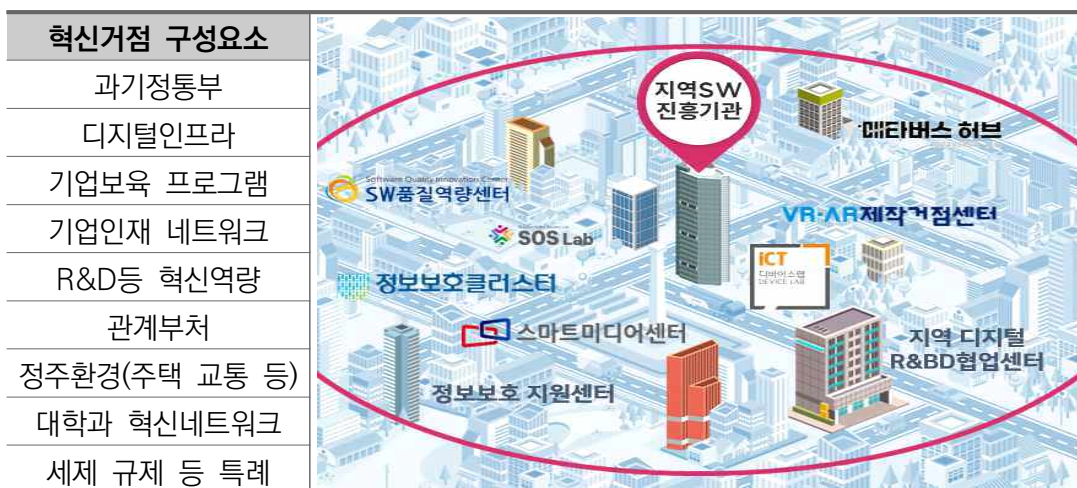 혁신거점 구성요소
과기정통부
디지털인프라
기업보육 프로그램
기업인재 네트워크
R&D등 혁신역량
관계부처
정주환경(주택 교통 등)
대학과 혁신네트워크
세제 규제 등 특례
지역SW
진흥기관
메타버스 허브
Software Quality Innovation Center
SW품질역량센터
SOS Lab
VR·AR제작거점센터
iCT
디바이스랩
DEVICE LAB
정보보호클러스터
스마트미디어센터
지역 디지털
R&BD협업센터
정보보호 지원센터